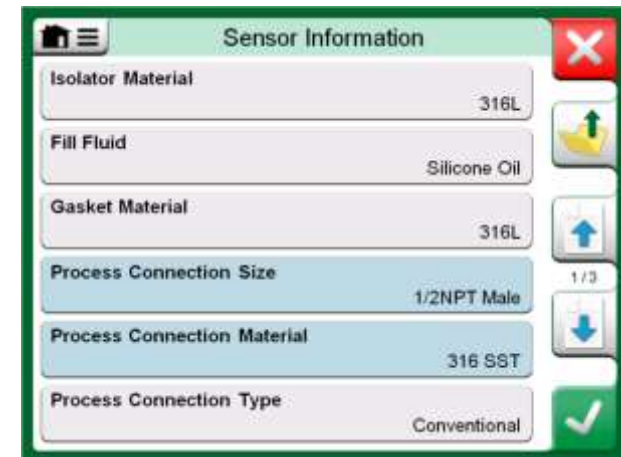 Sensor Information
Isolator Material
316L
Fill Fluid
Silicone Oil
Gasket Material
316L
Process Connection Size
1/2NPT Male
1/3
Process Connection Material
316 SST
Process Connection Type
Conventional